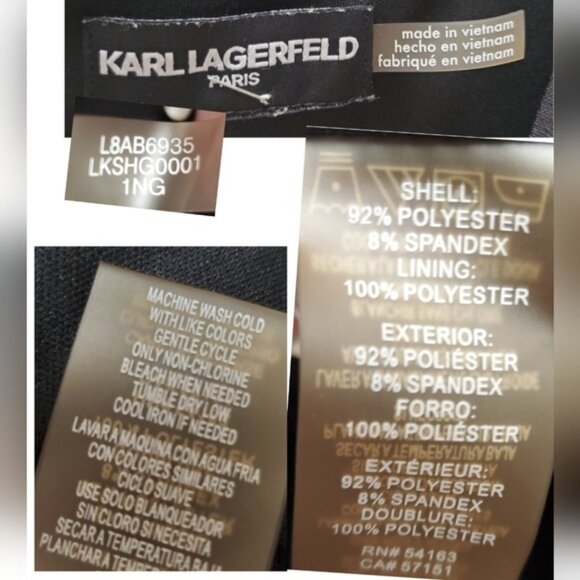 KARL LAGERFELD
PARIS
made in vietnam
hecho en vietnam
fabriqué en vietnam
L8AB6935
LKSHG0001
1NG
SHELL:
92% POLYESTER
8% SPANDEX
LINING:
100% POLYESTER
EXTERIOR:
92% POLIÉSTER
8% SPANDEX
FORRO:
100% POLIÉSTER
EXTÉRIEUR:
92% POLYESTER
8% SPANDEX
DOUBLURE:
100% POLYESTER
RN# 54163
CA# 57151
MACHINE WASH COLD
WITH LIKE COLORS
GENTLE CYCLE
ONLY NON-CHLORINE
BLEACH WHEN NEEDED
TUMBLE DRY LOW
COOL IRON IF NEEDED
LAVAR A MAQUINA CON AGUA FRIA
CON COLORES SIMILARES
CICLO SUAVE
USE SOLO BLANQUEADOR
SIN CLORO SI NECESITA
SECAR A TEMPERATURA BAJA
PLANCHAR A TEMPERATURA